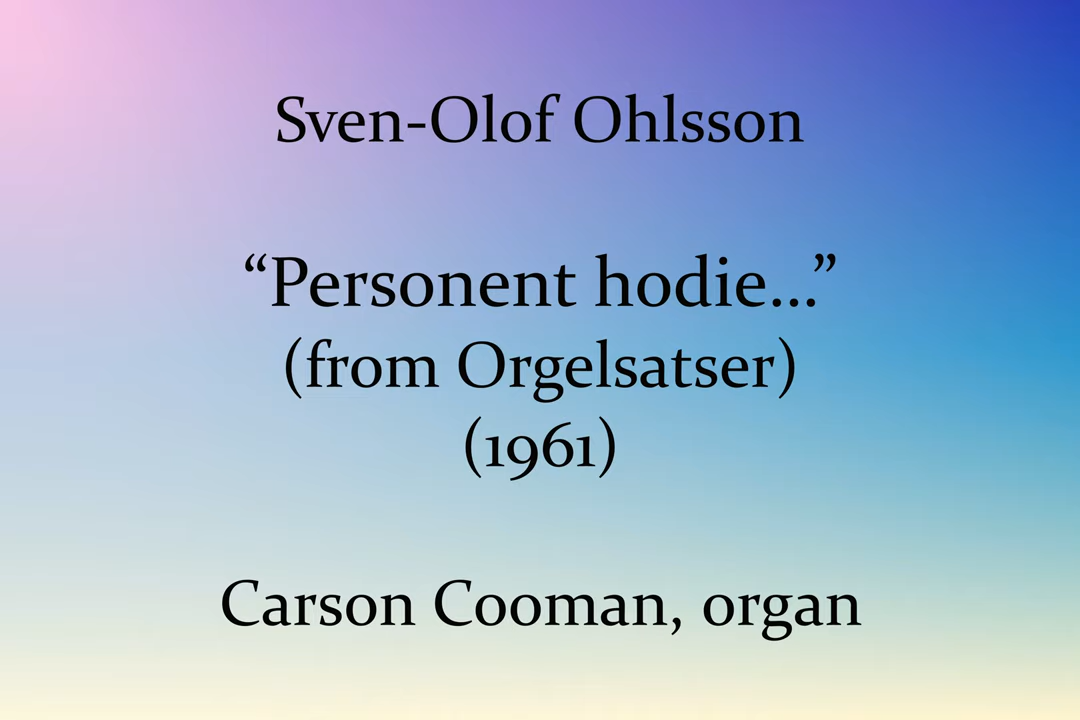 Sven-Olof Ohlsson
“Personent hodie...”
(from Orgelsatser)
(1961)
Carson Cooman, organ